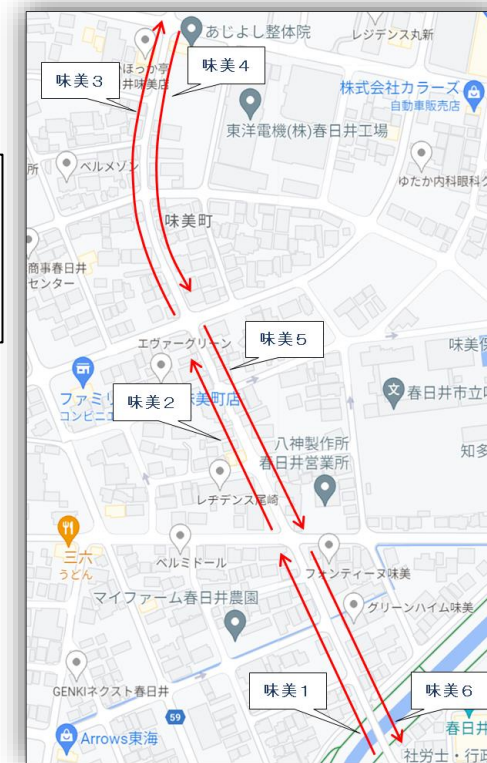 あじよし整体院
レジデンス丸新
ほっか亭
井味美店
味美3
味美4
株式会社カラーズ
自動車販売店
東洋電機(株)春日井工場
所
ベルメゾン
ゆたか内科眼科ク
味美町
商事春日井
センター
エヴァーグリーン
味美5
味美保
ファミリ
コンビニエ
味美町店
味美2
春日井市立
八神製作所
春日井営業所
知多
レヂデンス尾崎
三六
うどん
ベルミドール
フォンティーヌ味美
マイファーム春日井農園
グリーンハイム味美
GENKIネクスト春日井
味美1
味美6
59
Arrows東海
春日井
社労士・行政